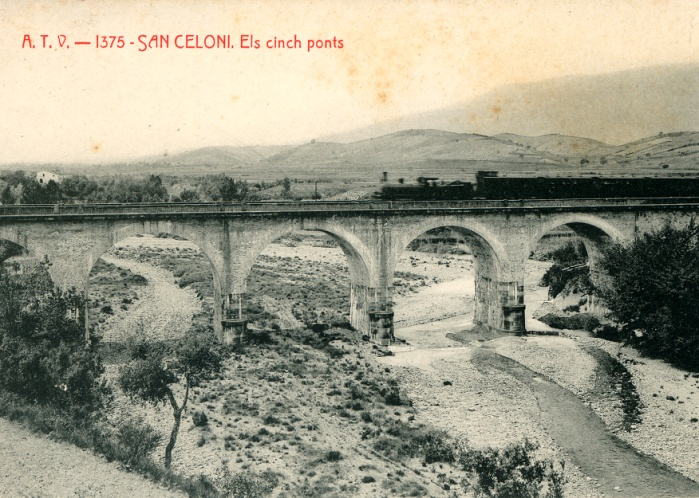 A. T. V. — 1375 - SAN CELONI. Els cinch ponts